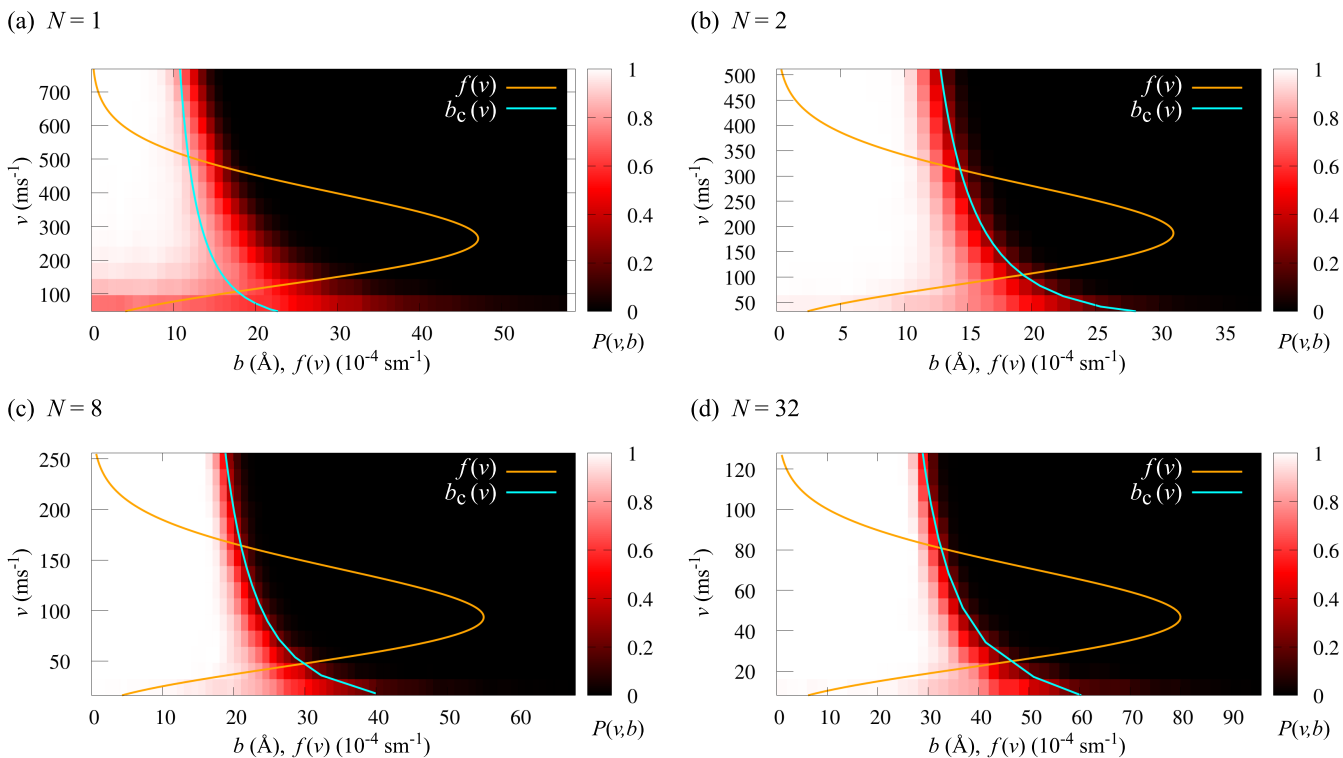 (a) N = 1
700
600
500
400
300
200
100
v (ms⁻¹)
f(v)
b_c(v)
0 10 20 30 40 50
b (Å), f(v) (10⁻⁴ sm⁻¹)
1
0.8
0.6
0.4
0.2
0
P(v,b)
(b) N = 2
500
450
400
350
300
250
200
150
100
50
v (ms⁻¹)
f(v)
b_c(v)
5 10 15 20 25 30 35
b (Å), f(v) (10⁻⁴ sm⁻¹)
1
0.8
0.6
0.4
0.2
0
P(v,b)
(c) N = 8
250
200
150
100
50
v (ms⁻¹)
f(v)
b_c(v)
0 10 20 30 40 50 60
b (Å), f(v) (10⁻⁴ sm⁻¹)
1
0.8
0.6
0.4
0.2
0
P(v,b)
(d) N = 32
120
100
80
60
40
20
v (ms⁻¹)
f(v)
b_c(v)
0 10 20 30 40 50 60 70 80 90
b (Å), f(v) (10⁻⁴ sm⁻¹)
1
0.8
0.6
0.4
0.2
0
P(v,b)